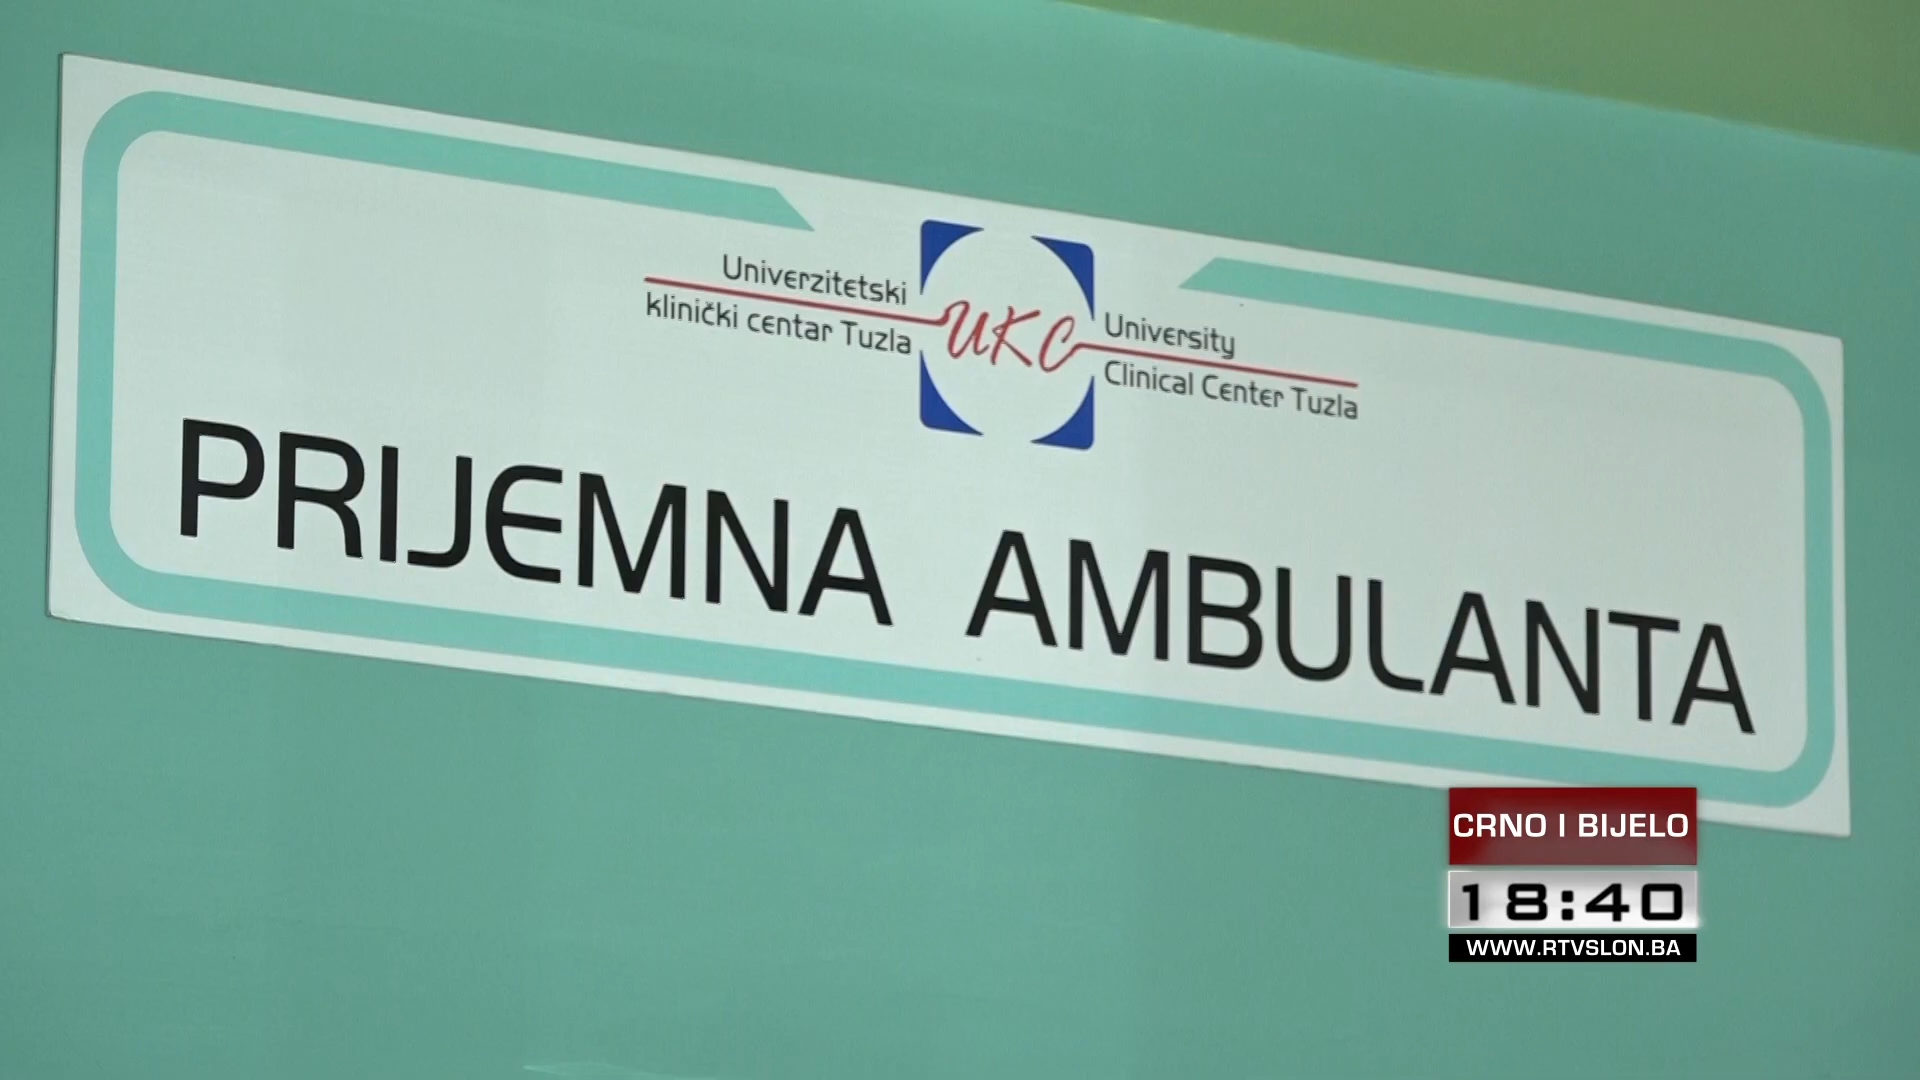 Univerzitetski
klinički centar Tuzla
UKC
University
Clinical Center Tuzla
PRIJEMNA AMBULANTA
CRNO I BIJELO
18:40
WWW.RTVSLON.BA